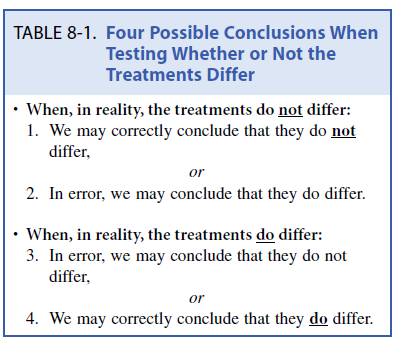 TABLE 8-1. Four Possible Conclusions When
Testing Whether or Not the
Treatments Differ
• When, in reality, the treatments do not differ:
1. We may correctly conclude that they do not
differ,
or
2. In error, we may conclude that they do differ.
• When, in reality, the treatments do differ:
3. In error, we may conclude that they do not
differ,
or
4. We may correctly conclude that they do differ.